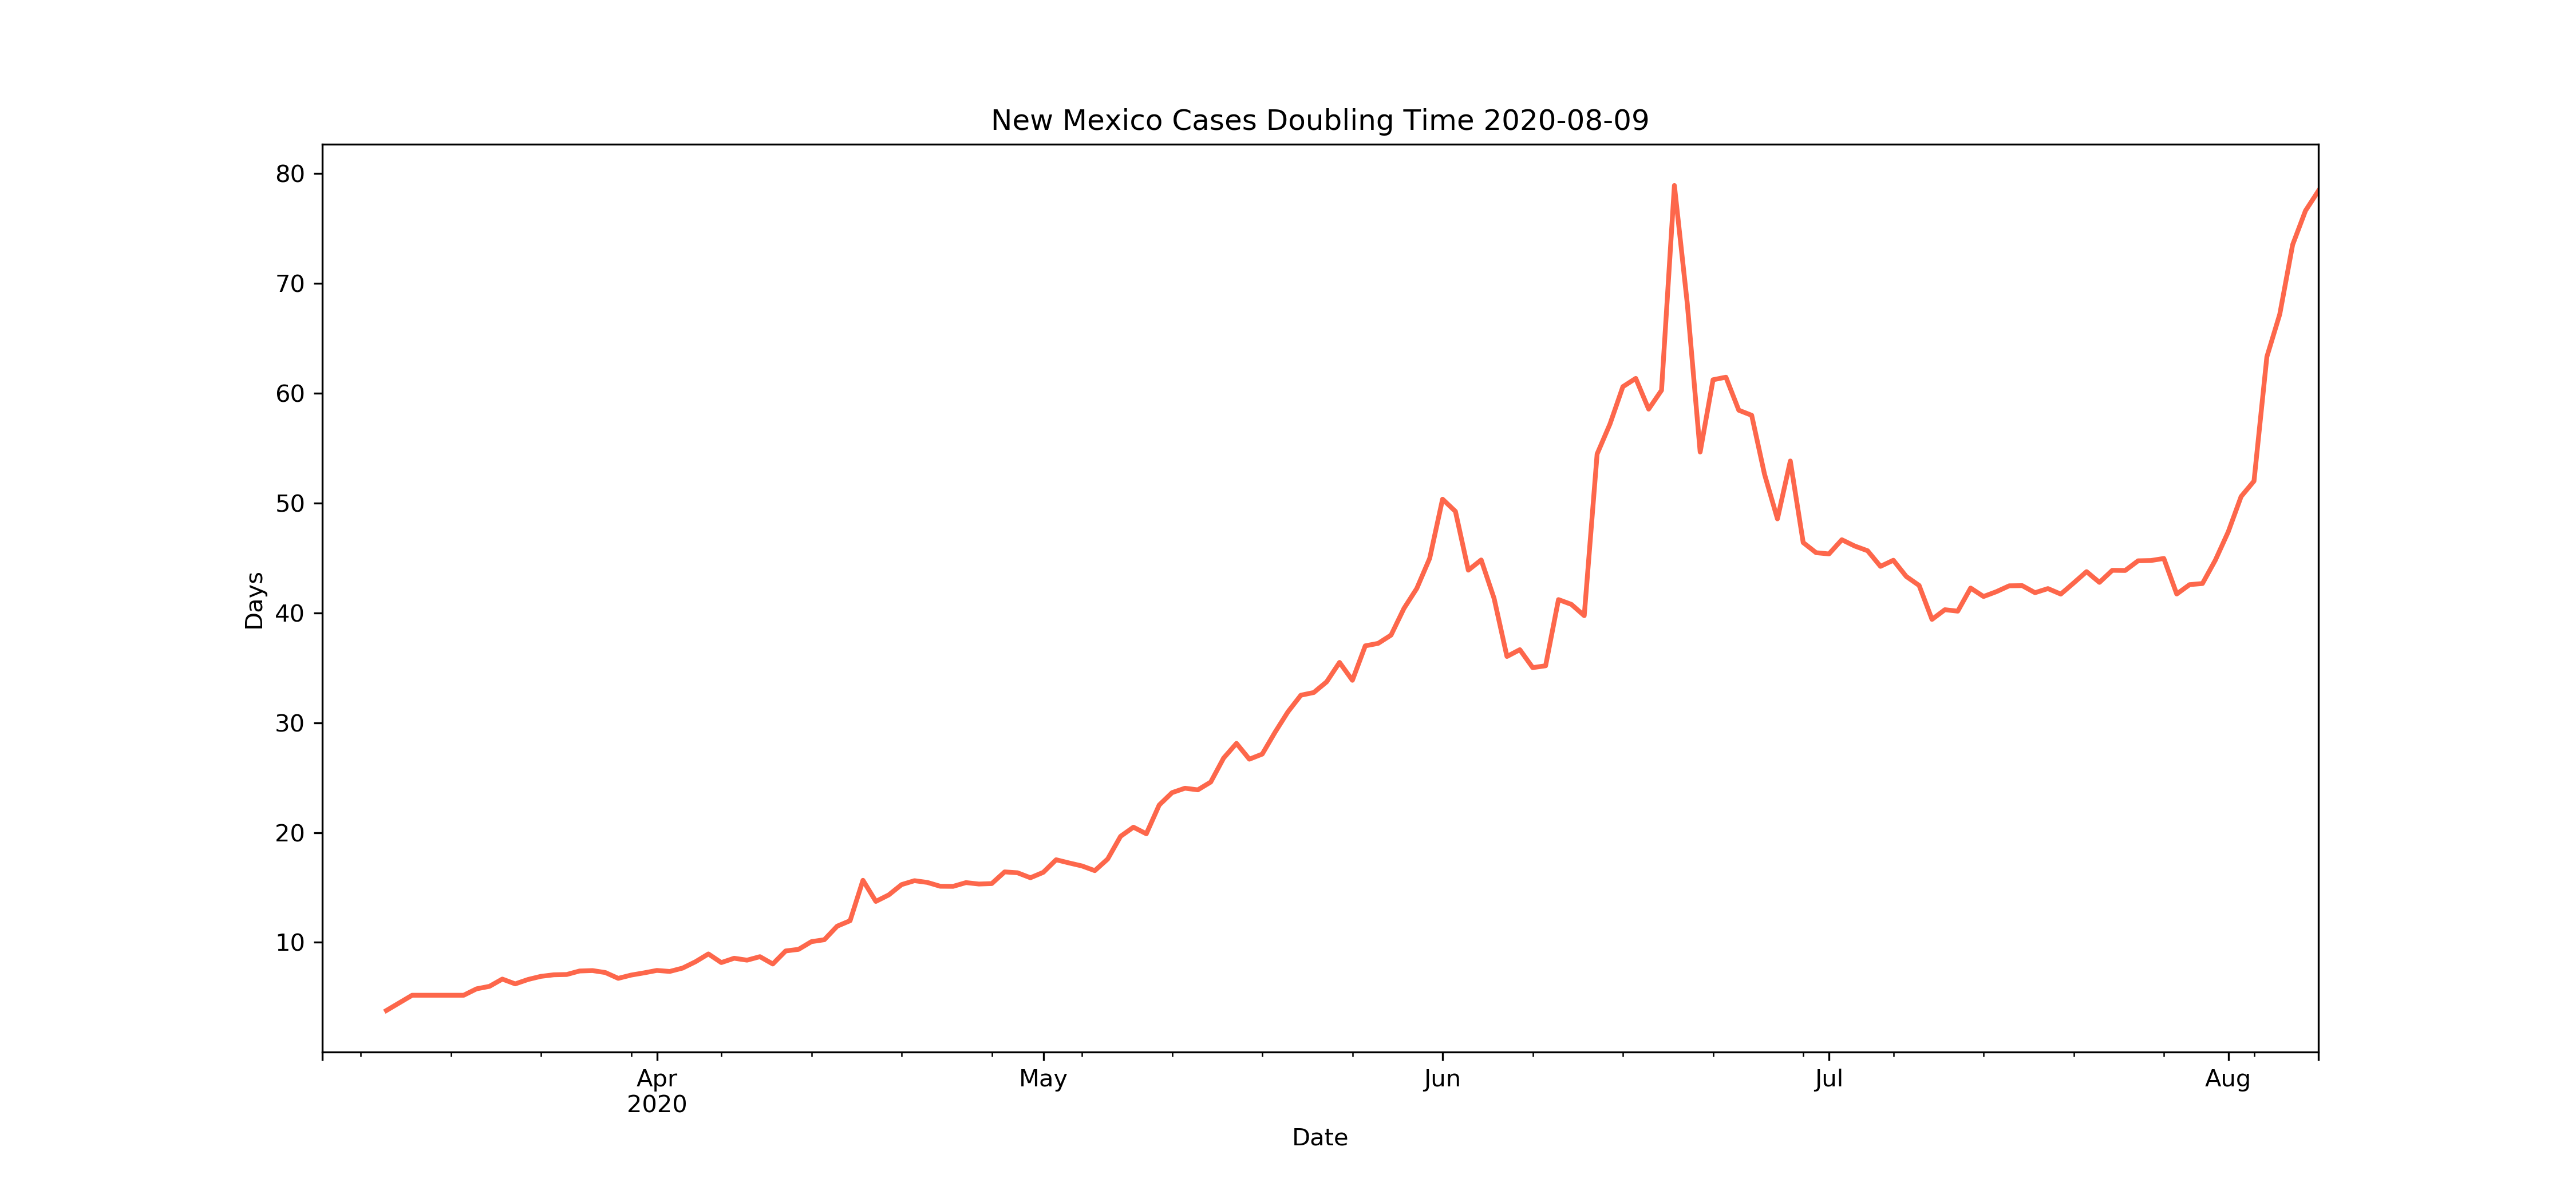 New Mexico Cases Doubling Time 2020-08-09
80
70
60
50
40
30
20
10
Days
Apr
2020
May
Jun
Jul
Aug
Date